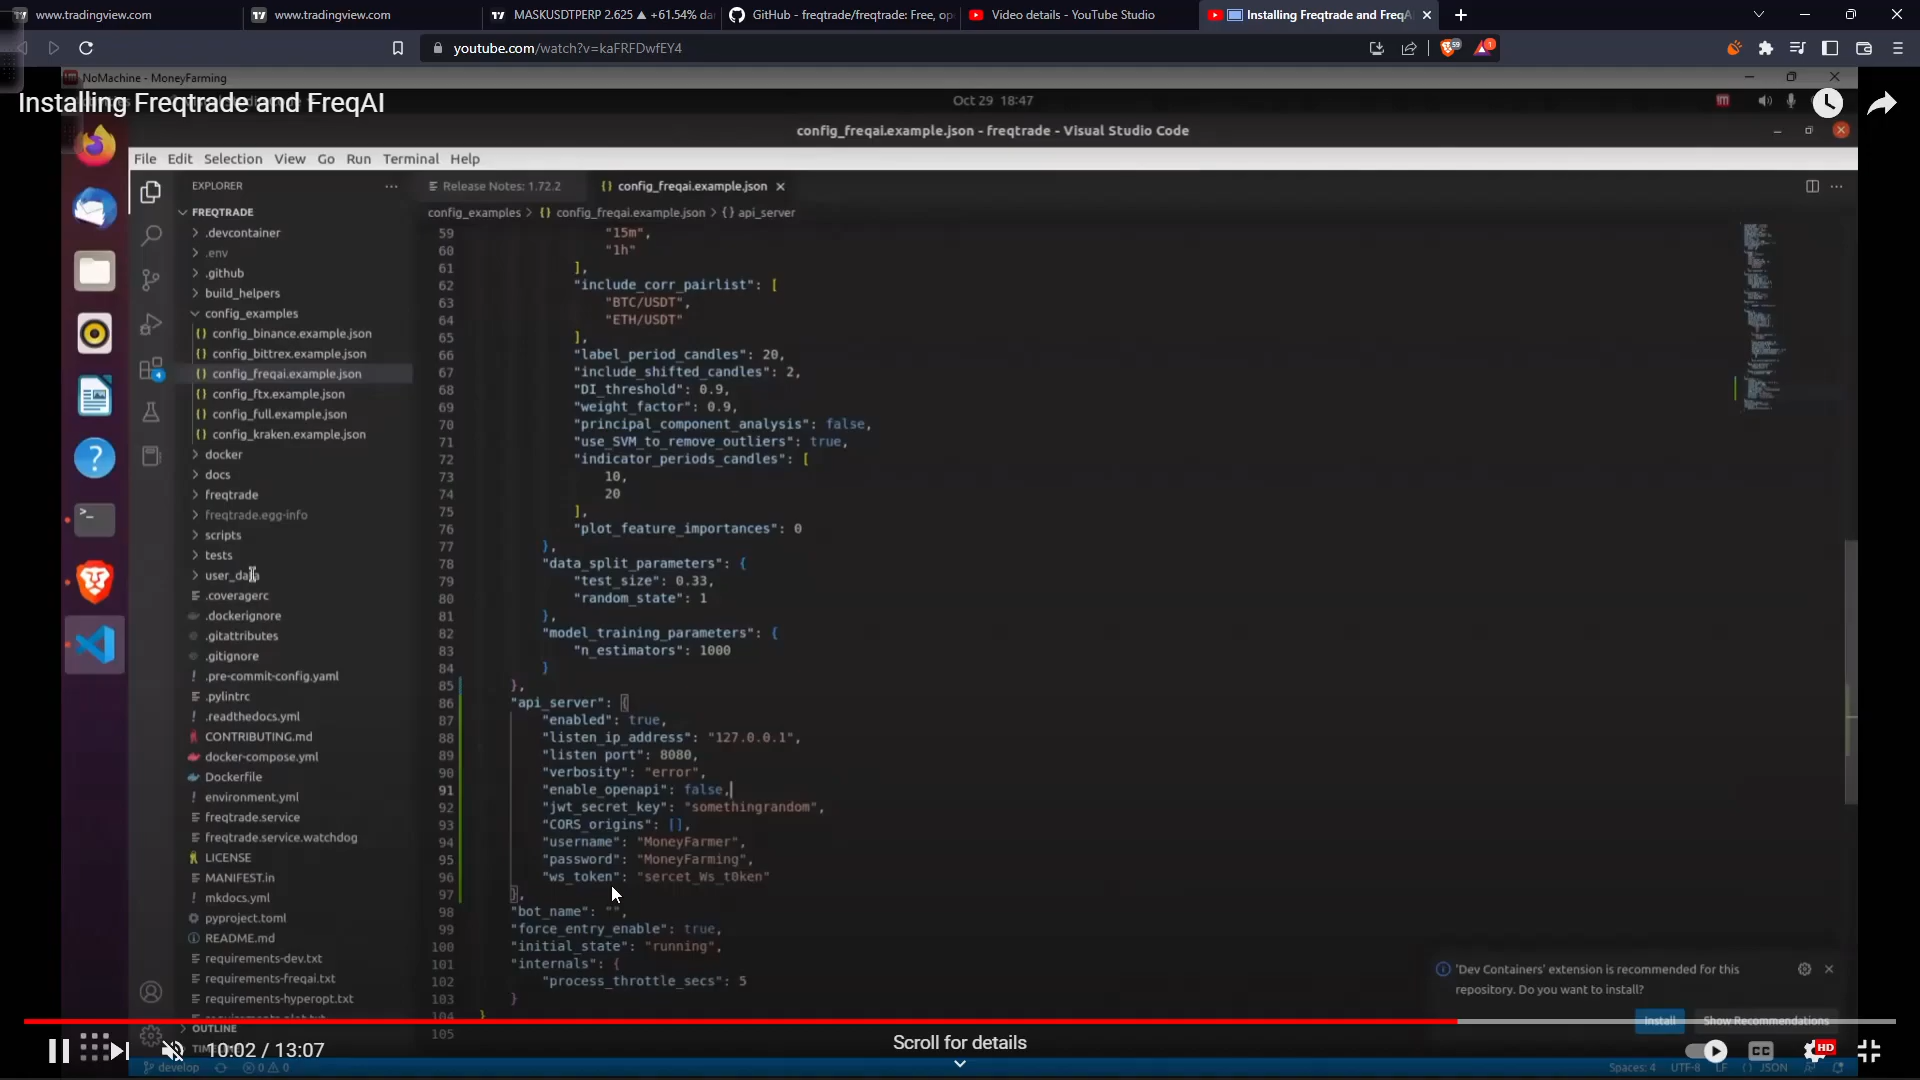 www.tradingview.com
www.tradingview.com
MASKUSDTPERP 2.625 ▲ +61.54%
GitHub - freqtrade/freqtrade: Free, op
Video details - YouTube Studio
Installing Freqtrade and FreqA
youtube.com/watch?v=kaFRFDwfEY4
NoMachine - MoneyFarming
Installing Freqtrade and FreqAI
Oct 29 18:47
config_freqai.example.json - freqtrade - Visual Studio Code
File Edit Selection View Go Run Terminal Help
EXPLORER
Release Notes: 1.72.2
config_freqai.example.json
FREQTRADE
config_examples > {} config_freqai.example.json > {} api_server
.devcontainer
.env
.github
build_helpers
config_examples
config_binance.example.json
config_bittrex.example.json
config_freqai.example.json
config_ftx.example.json
config_full.example.json
config_kraken.example.json
docker
docs
freqtrade
freqtrade.egg-info
scripts
tests
user_data
.coveragerc
.dockerignore
.gitattributes
.gitignore
.pre-commit-config.yaml
.pylintrc
.readthedocs.yml
CONTRIBUTING.md
docker-compose.yml
Dockerfile
environment.yml
freqtrade.service
freqtrade.service.watchdog
LICENSE
MANIFEST.in
mkdocs.yml
pyproject.toml
README.md
requirements-dev.txt
requirements-freqai.txt
requirements-hyperopt.txt
OUTLINE
59 "15m",
60 "1h"
61 ],
62 "include_corr_pairlist": [
63 "BTC/USDT",
64 "ETH/USDT"
65 ],
66 "label_period_candles": 20,
67 "include_shifted_candles": 2,
68 "DI_threshold": 0.9,
69 "weight_factor": 0.9,
70 "principal_component_analysis": false,
71 "use_SVM_to_remove_outliers": true,
72 "indicator_periods_candles": [
73 10,
74 20
75 ],
76 "plot_feature_importances": 0
77 },
78 "data_split_parameters": {
79 "test_size": 0.33,
80 "random_state": 1
81 },
82 "model_training_parameters": {
83 "n_estimators": 1000
84 }
85 },
86 "api_server": {
87 "enabled": true,
88 "listen_ip_address": "127.0.0.1",
89 "listen_port": 8080,
90 "verbosity": "error",
91 "enable_openapi": false,
92 "jwt_secret_key": "somethingrandom",
93 "CORS_origins": [],
94 "username": "MoneyFarmer",
95 "password": "MoneyFarming",
96 "ws_token": "sercet_Ws_t0ken"
97 },
98 "bot_name": "",
99 "force_entry_enable": true,
100 "initial_state": "running",
101 "internals": {
102 "process_throttle_secs": 5
103 }
104 }
105
'Dev Containers' extension is recommended for this
repository. Do you want to install?
Install
Show Recommendations
10:02 / 13:07
Scroll for details
CC
HD
develop
0 0
Spaces: 4 UTF-8 LF {} JSON